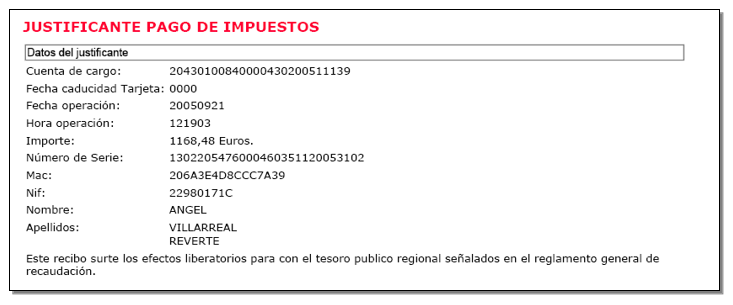 JUSTIFICANTE PAGO DE IMPUESTOS
Datos del justificante
Cuenta de cargo: 20430100840000430200511139
Fecha caducidad Tarjeta: 0000
Fecha operación: 20050921
Hora operación: 121903
Importe: 1168,48 Euros.
Número de Serie: 1302205476000460351120053102
Mac: 206A3E4D8CCC7A39
Nif: 22980171C
Nombre: ANGEL
Apellidos: VILLARREAL
REVERTE
Este recibo surte los efectos liberatorios para con el tesoro publico regional señalados en el reglamento general de
recaudación.